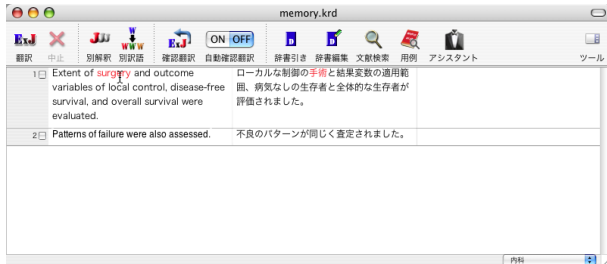 memory.krd
ExJ
JJJ
W
WWW
ExJ
ON OFF
D
D
翻訳 中止 別解釈 別訳語 確認翻訳 自動確認翻訳 辞書引き 辞書編集 文献検索 用例 アシスタント ツール
1 Extent of surgery and outcome
variables of local control, disease-free
survival, and overall survival were
evaluated.
ローカルな制御の手術と結果変数の適用範
囲、病気なしの生存者と全体的な生存者が
評価されました。
2 Patterns of failure were also assessed.
不良のパターンが同じく査定されました。
内科